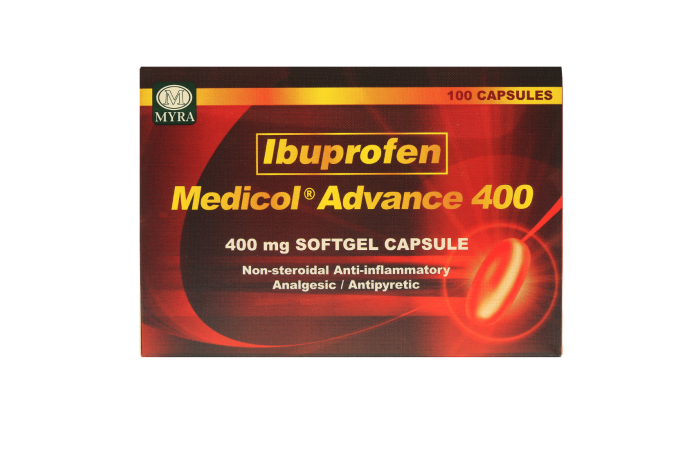 100 CAPSULES
M
MYRA
Ibuprofen
Medicol® Advance 400
400 mg SOFTGEL CAPSULE
Non-steroidal Anti-inflammatory
Analgesic / Antipyretic